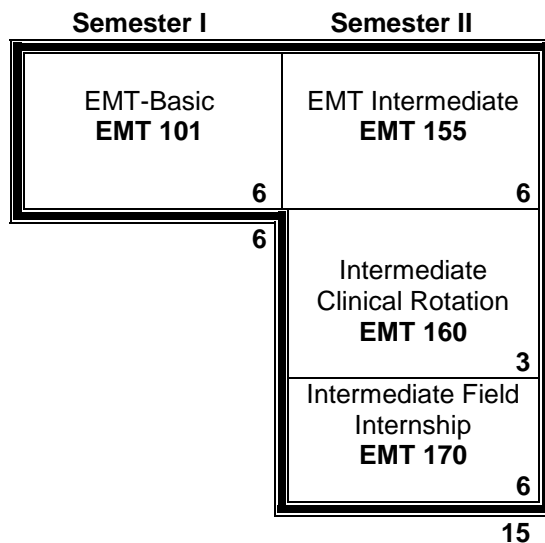 Semester I
Semester II
EMT-Basic
EMT 101
6
EMT Intermediate
EMT 155
6
6
Intermediate
Clinical Rotation
EMT 160
3
Intermediate Field
Internship
EMT 170
6
15